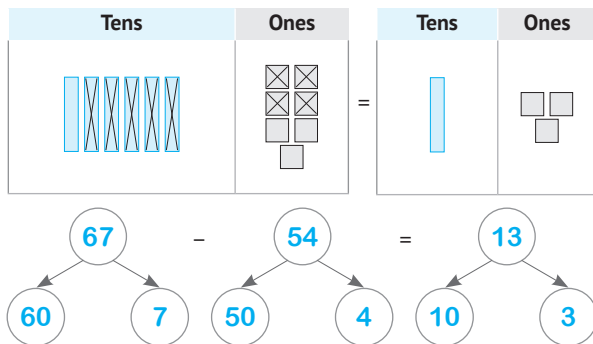 Tens Ones Tens Ones
=
67 – 54 = 13
60 7 50 4 10 3